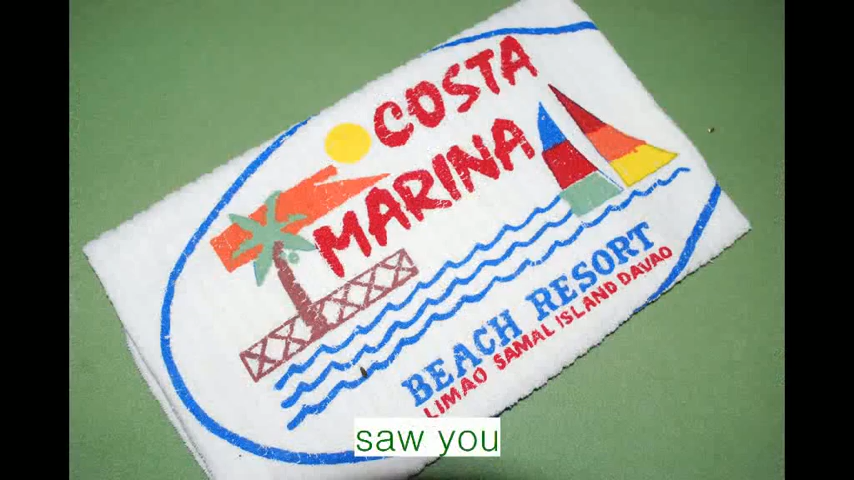 COSTA
MARINA
BEACH RESORT
LIMAO SAMAL ISLAND DAVAO
saw you